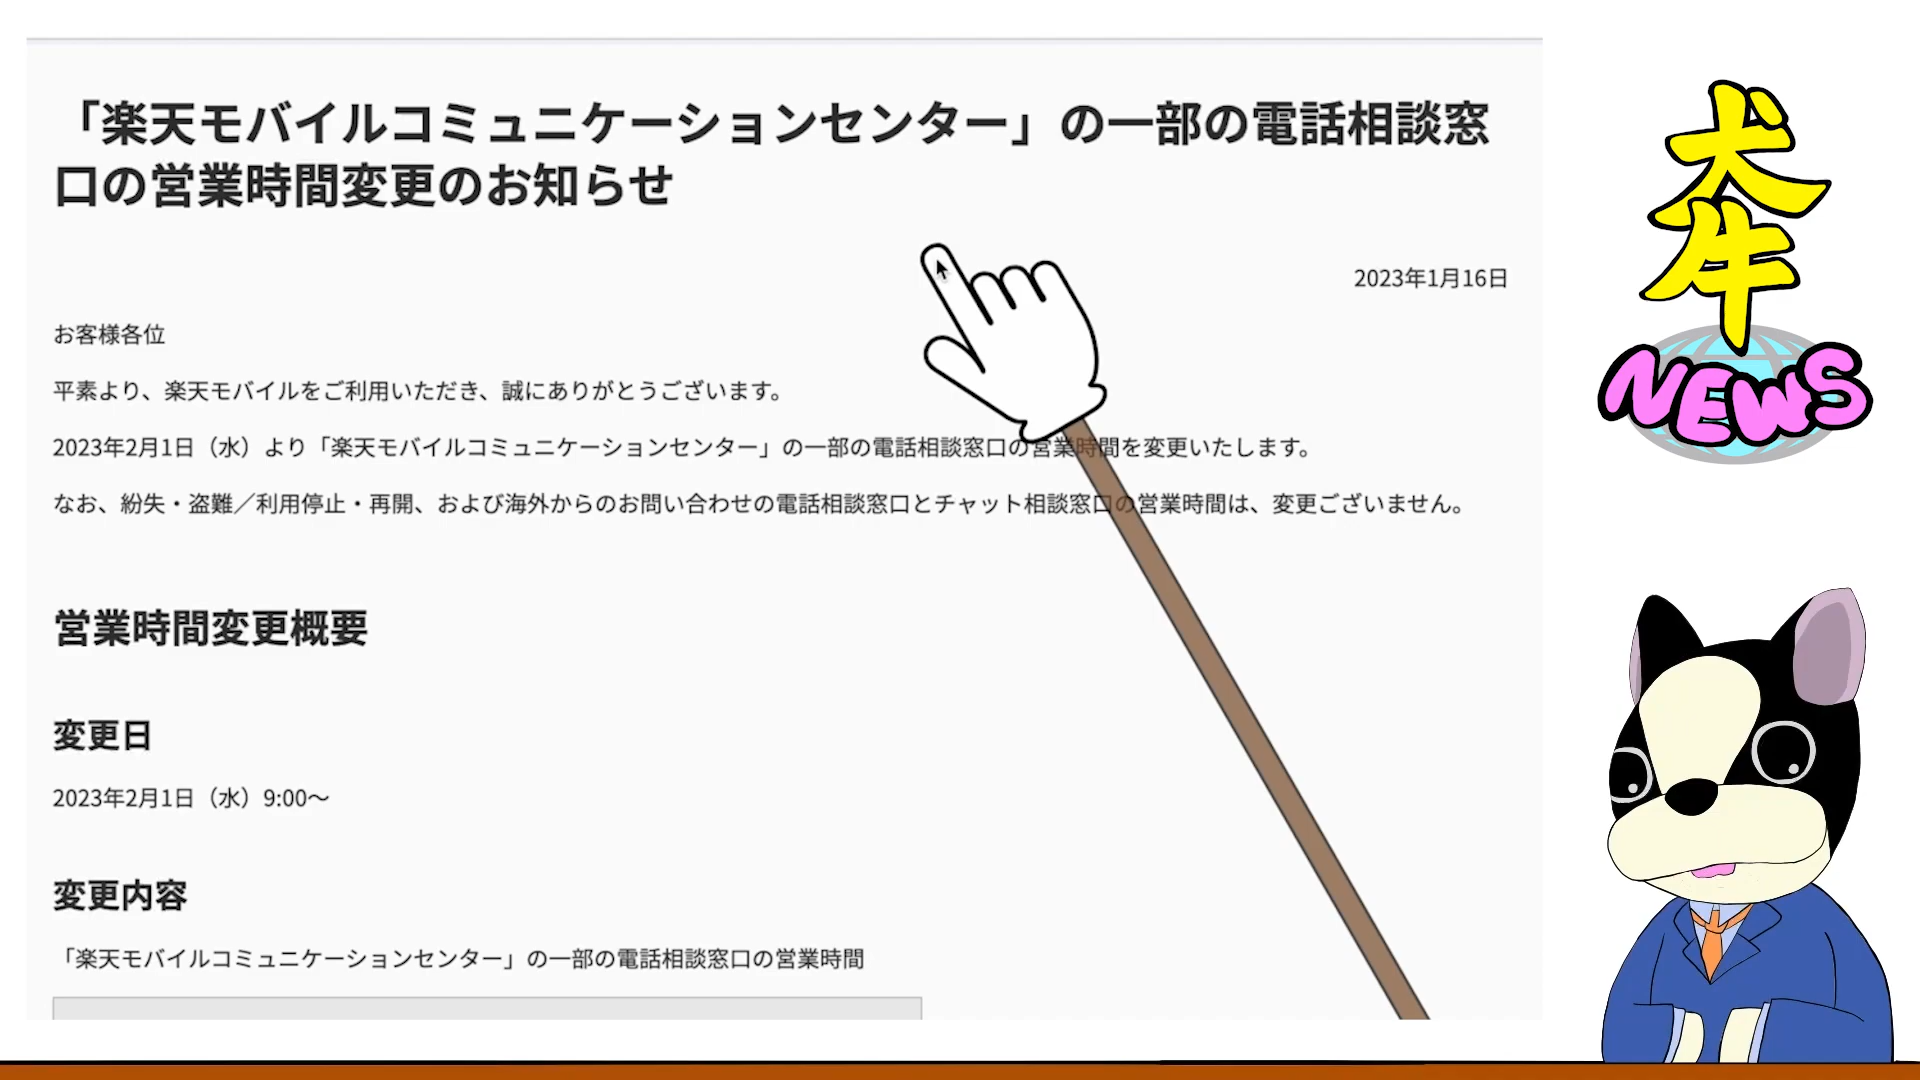 「楽天モバイルコミュニケーションセンター」の一部の電話相談窓
口の営業時間変更のお知らせ
2023年1月16日
お客様各位
平素より、楽天モバイルをご利用いただき、誠にありがとうございます。
2023年2月1日（水）より「楽天モバイルコミュニケーションセンター」の一部の電話相談窓口の営業時間を変更いたします。
なお、紛失・盗難／利用停止・再開、および海外からのお問い合わせの電話相談窓口とチャット相談窓口の営業時間は、変更ございません。
営業時間変更概要
変更日
2023年2月1日（水）9:00～
変更内容
「楽天モバイルコミュニケーションセンター」の一部の電話相談窓口の営業時間
犬
牛
NEWS